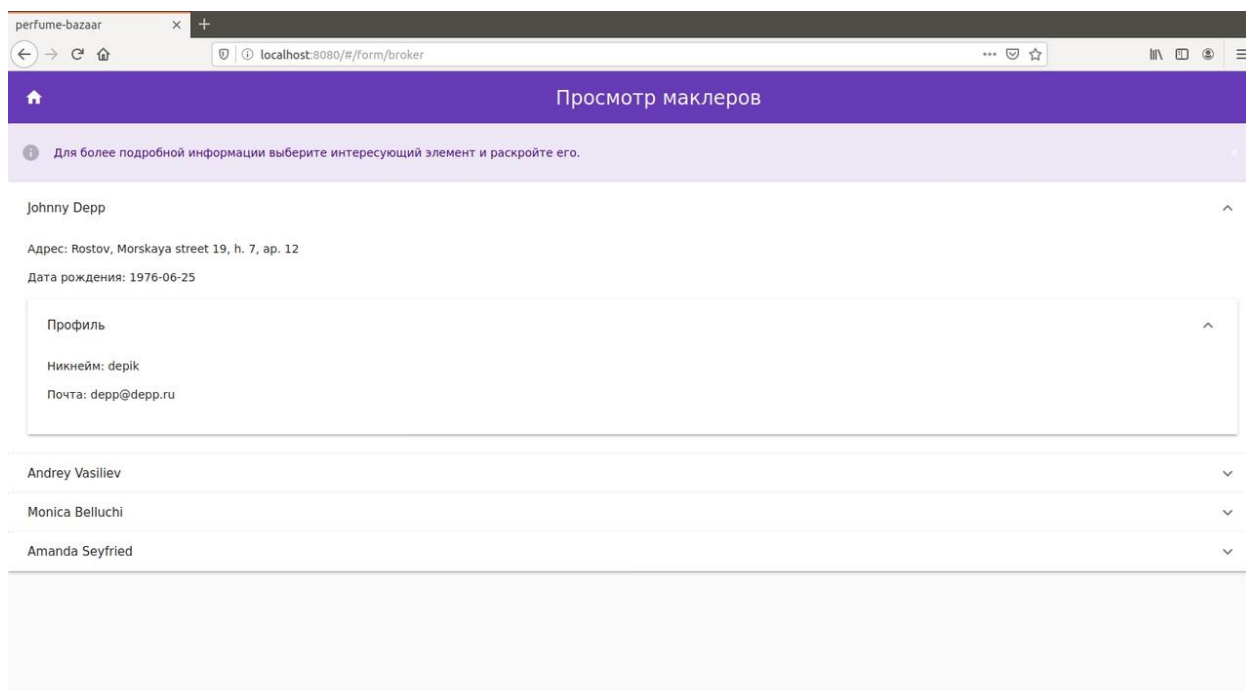 perfume-bazaar
localhost:8080/#/form/broker
Просмотр маклеров
Для более подробной информации выберите интересующий элемент и раскройте его.
Johnny Depp
Адрес: Rostov, Morskaya street 19, h. 7, ap. 12
Дата рождения: 1976-06-25
Профиль
Никнейм: depik
Почта: depp@depp.ru
Andrey Vasiliev
Monica Belluchi
Amanda Seyfried